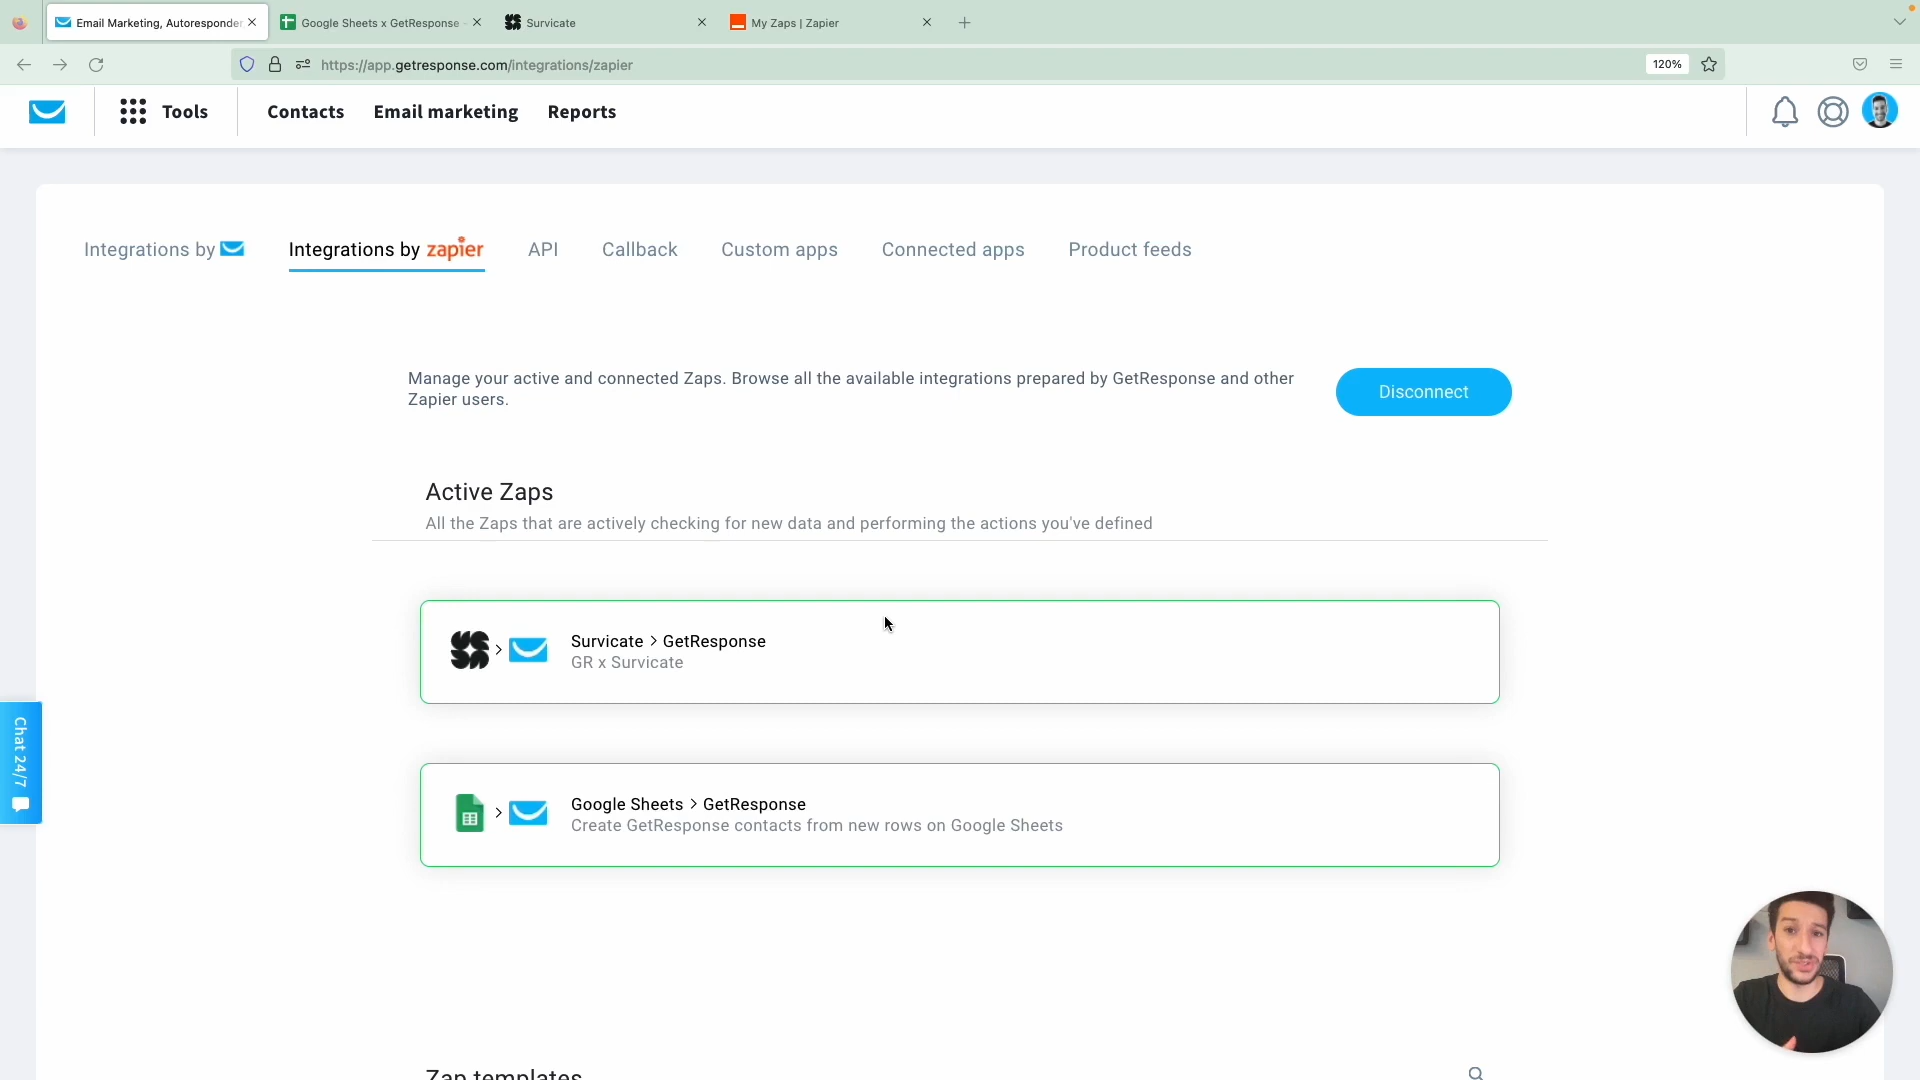 Email Marketing, Autoresponder
Google Sheets x GetResponse
Survicate
My Zaps | Zapier
https://app.getresponse.com/integrations/zapier
120%
Tools
Contacts
Email marketing
Reports
Integrations by
Integrations by zapier
API
Callback
Custom apps
Connected apps
Product feeds
Manage your active and connected Zaps. Browse all the available integrations prepared by GetResponse and other
Zapier users.
Disconnect
Active Zaps
All the Zaps that are actively checking for new data and performing the actions you've defined
Survicate > GetResponse
GR x Survicate
Chat 24/7
Google Sheets > GetResponse
Create GetResponse contacts from new rows on Google Sheets
Zap templates